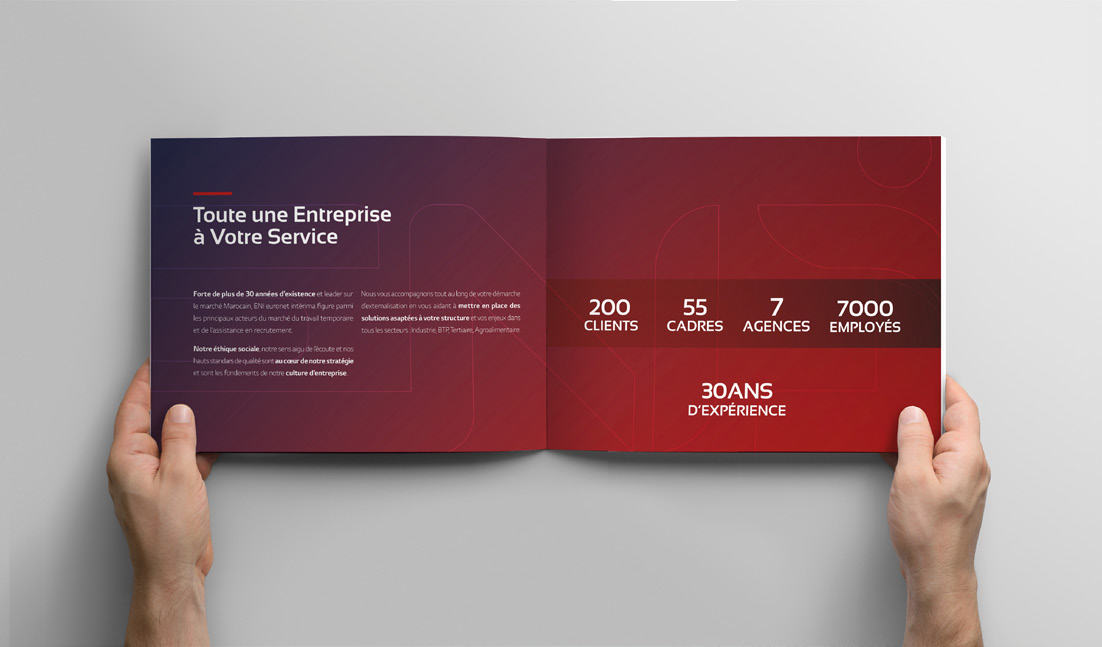 Toute une Entreprise
à Votre Service
Forte de plus de 30 années d'existence et leader sur
le marché Marocain, ENI euronet intérima figure parmi
les principaux acteurs du marché du travail temporaire
et de l'assistance en recrutement.
Notre éthique sociale, notre sens aigu de l'écoute et nos
hauts standars de qualité sont au cœur de notre stratégie
et sont les fondements de notre culture d'entreprise.
Nous vous accompagnons tout au long de votre démarche
d'externalisation en vous aidant à mettre en place des
solutions asaptées à votre structure et vos enjeux dans
tous les secteurs : Industrie, BTP, Tertiaire, Agroalimentaire
200
CLIENTS
55
CADRES
7
AGENCES
7000
EMPLOYÉS
30ANS
D'EXPÉRIENCE